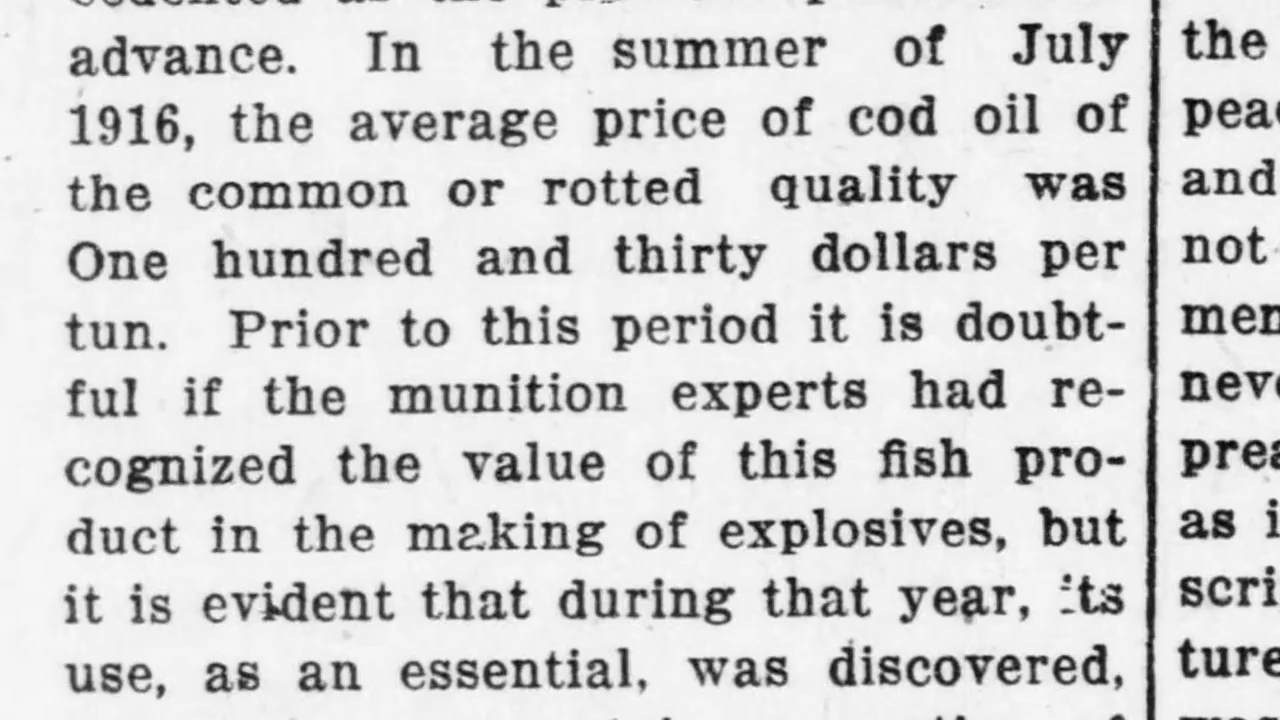 advance. In the summer of July
1916, the average price of cod oil of
the common or rotted quality was
One hundred and thirty dollars per
tun. Prior to this period it is doubt-
ful if the munition experts had re-
cognized the value of this fish pro-
duct in the making of explosives, but
it is evident that during that year, its
use, as an essential, was discovered,
the
and
not
as